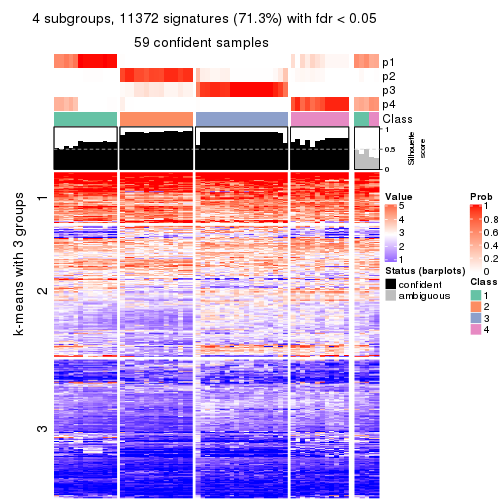 4 subgroups, 11372 signatures (71.3%) with fdr < 0.05
59 confident samples
p1
p2
p3
p4
Class
1
0.5
0
Silhouette
score
k-means with 3 groups
1
2
3
Value
5
4
3
2
1
Status (barplots)
confident
ambiguous
Prob
1
0.8
0.6
0.4
0.2
0
Class
1
2
3
4